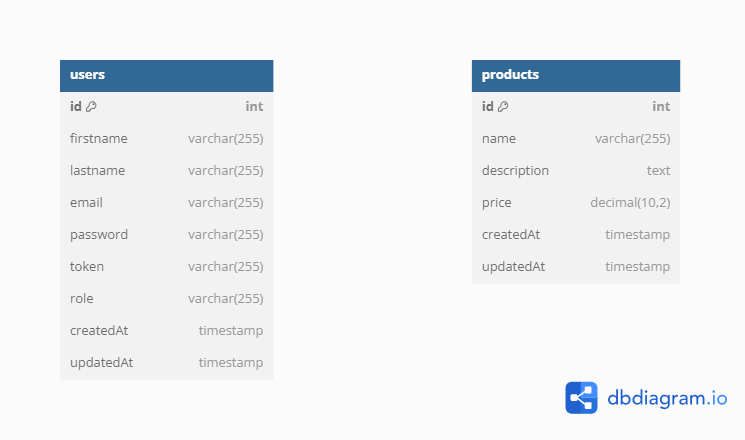 users
id int
firstname varchar(255)
lastname varchar(255)
email varchar(255)
password varchar(255)
token varchar(255)
role varchar(255)
createdAt timestamp
updatedAt timestamp
products
id int
name varchar(255)
description text
price decimal(10,2)
createdAt timestamp
updatedAt timestamp
dbdiagram.io